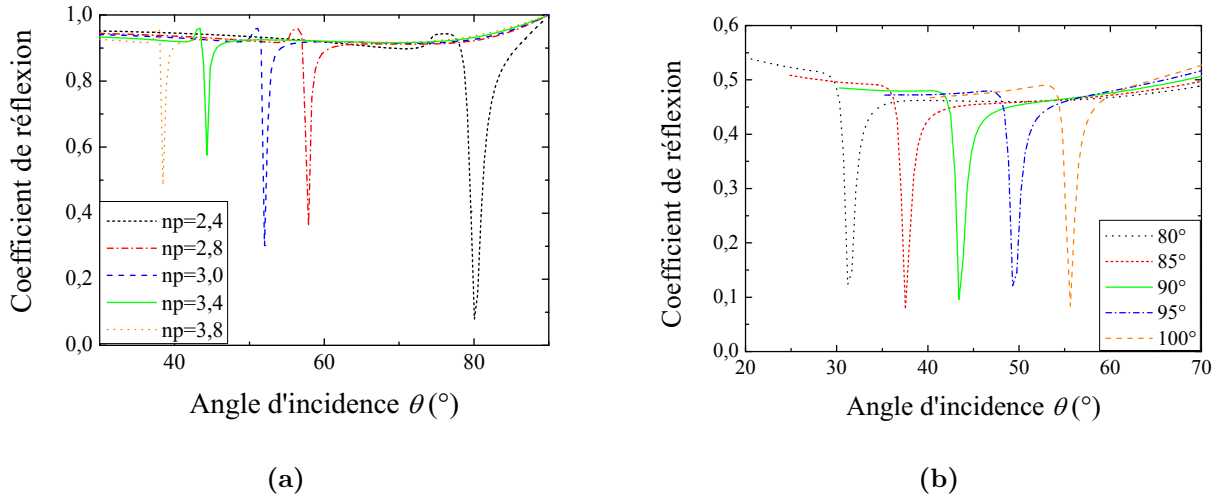 1,0
0,8
0,6
0,4
0,2
0,0
40
60
80
Coefficient de réflexion
Angle d'incidence θ (°)
np=2,4
np=2,8
np=3,0
np=3,4
np=3,8
(a)
0,6
0,5
0,4
0,3
0,2
0,1
0,0
20
30
40
50
60
70
Coefficient de réflexion
Angle d'incidence θ (°)
80°
85°
90°
95°
100°
(b)